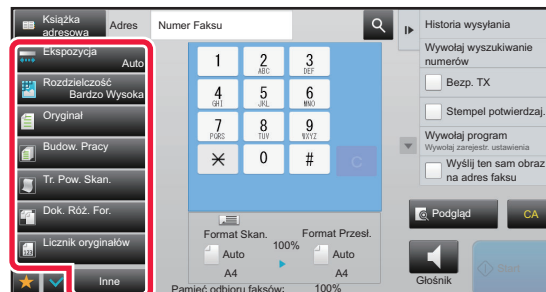 Książka
adresowa
Adres
Numer Faksu
Ekspozycja
Auto
Rozdzielczość
Bardzo Wysoka
Oryginał
Budow. Pracy
Tr. Pow. Skan.
Dok. Róż. For.
Licznik oryginałów
Inne
1
2
3
ABC
DEF
4
5
6
GHI
JKL
MNO
7
8
9
PQRS
TUV
WXYZ
0
#
C
Format Skan.
Format Przesł.
100%
Auto
Auto
A4
A4
Pamięć odbioru faksów:
100%
Historia wysyłania
Wywołaj wyszukiwanie
numerów
Bezp. TX
Stempel potwierdzaj.
Wywołaj program
Wywołaj zarejestr. ustawienia
Wyślij ten sam obraz
na adres faksu
Podgląd
CA
Głośnik
Start